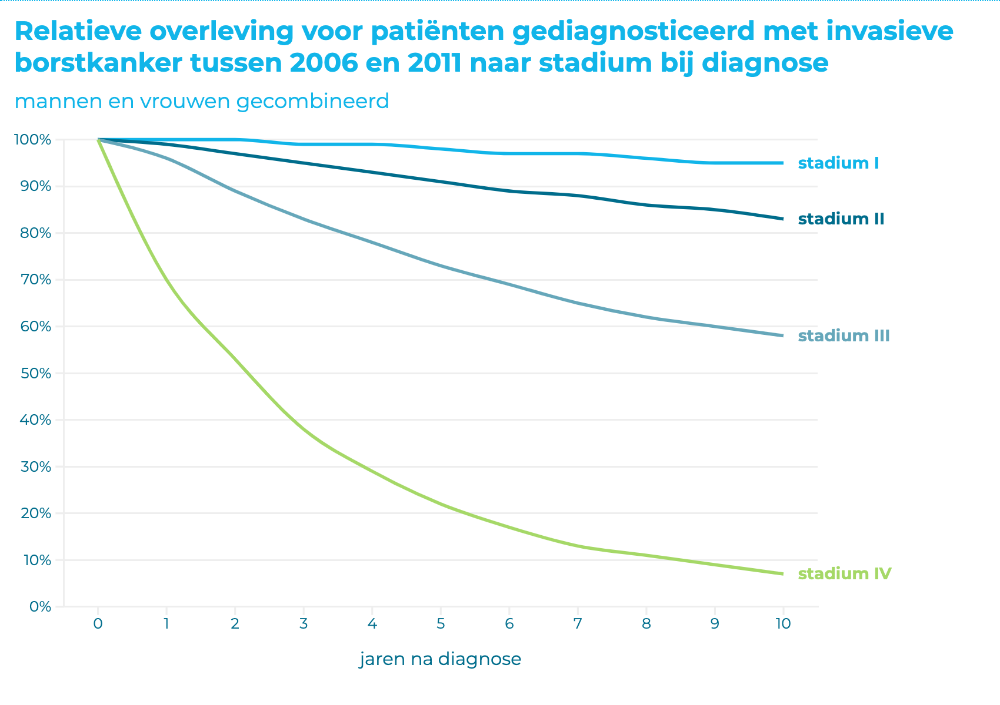 Relatieve overleving voor patiënten gediagnosticeerd met invasieve
borstkanker tussen 2006 en 2011 naar stadium bij diagnose
mannen en vrouwen gecombineerd
100%
90%
80%
70%
60%
50%
40%
30%
20%
10%
0%
stadium I
stadium II
stadium III
stadium IV
0 1 2 3 4 5 6 7 8 9 10
jaren na diagnose